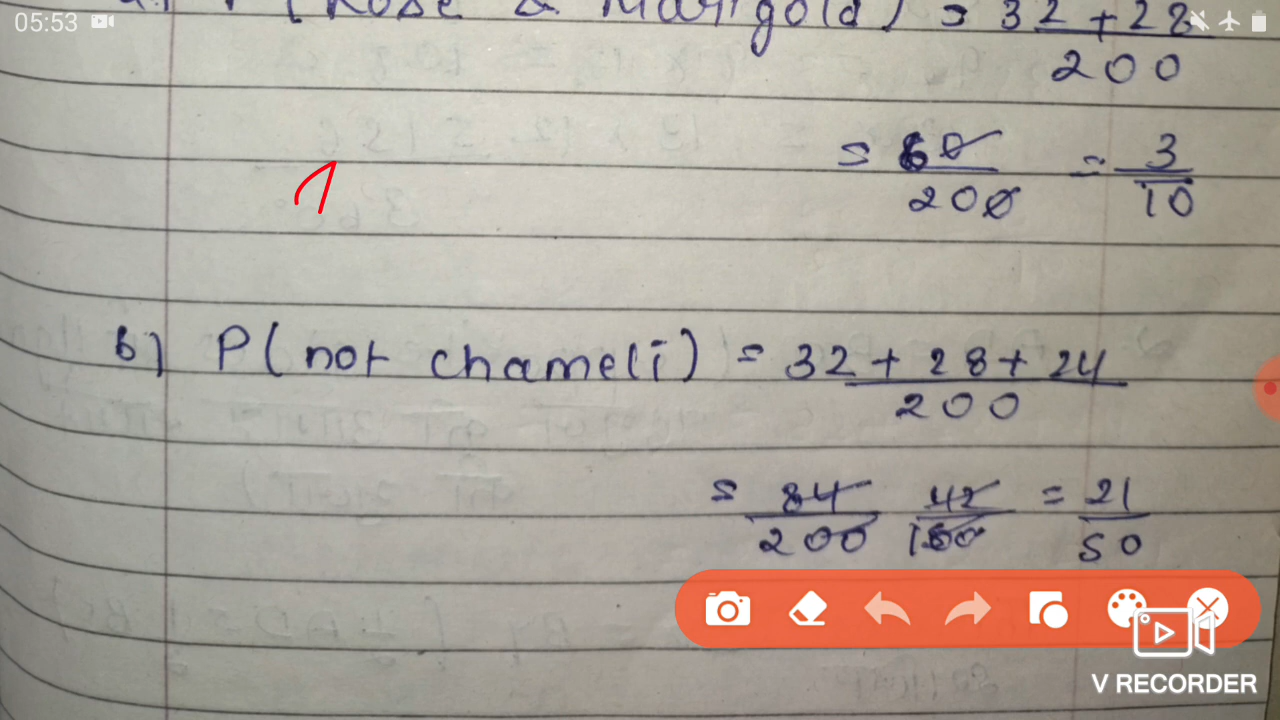 05:53
P (Rose & Marigold) = 32 + 28
200
= 60 = 3
200 10
b) P( not chameli ) = 32 + 28 + 24
200
= 84 42 = 21
200 100 50
V RECORDER